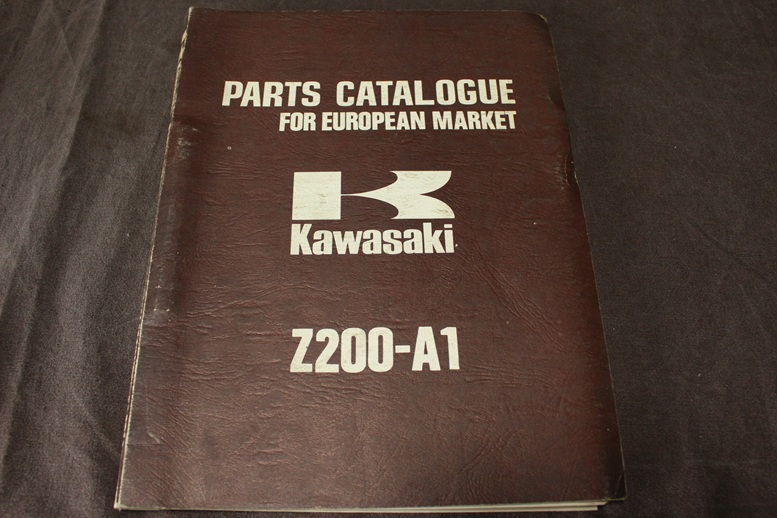 PARTS CATALOGUE
FOR EUROPEAN MARKET
Kawasaki
Z200-A1